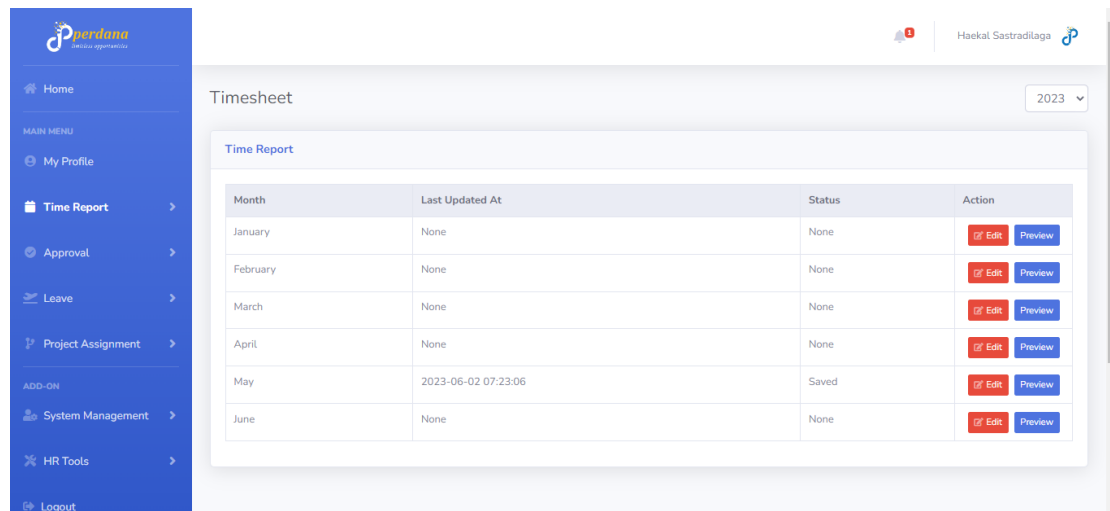 perdana
limitless opportunities
1
Haekal Sastradilaga
Home
MAIN MENU
My Profile
Time Report
Approval
Leave
Project Assignment
ADD-ON
System Management
HR Tools
Logout
Timesheet
2023
Time Report
Month Last Updated At Status Action
January None None Edit Preview
February None None Edit Preview
March None None Edit Preview
April None None Edit Preview
May 2023-06-02 07:23:06 Saved Edit Preview
June None None Edit Preview